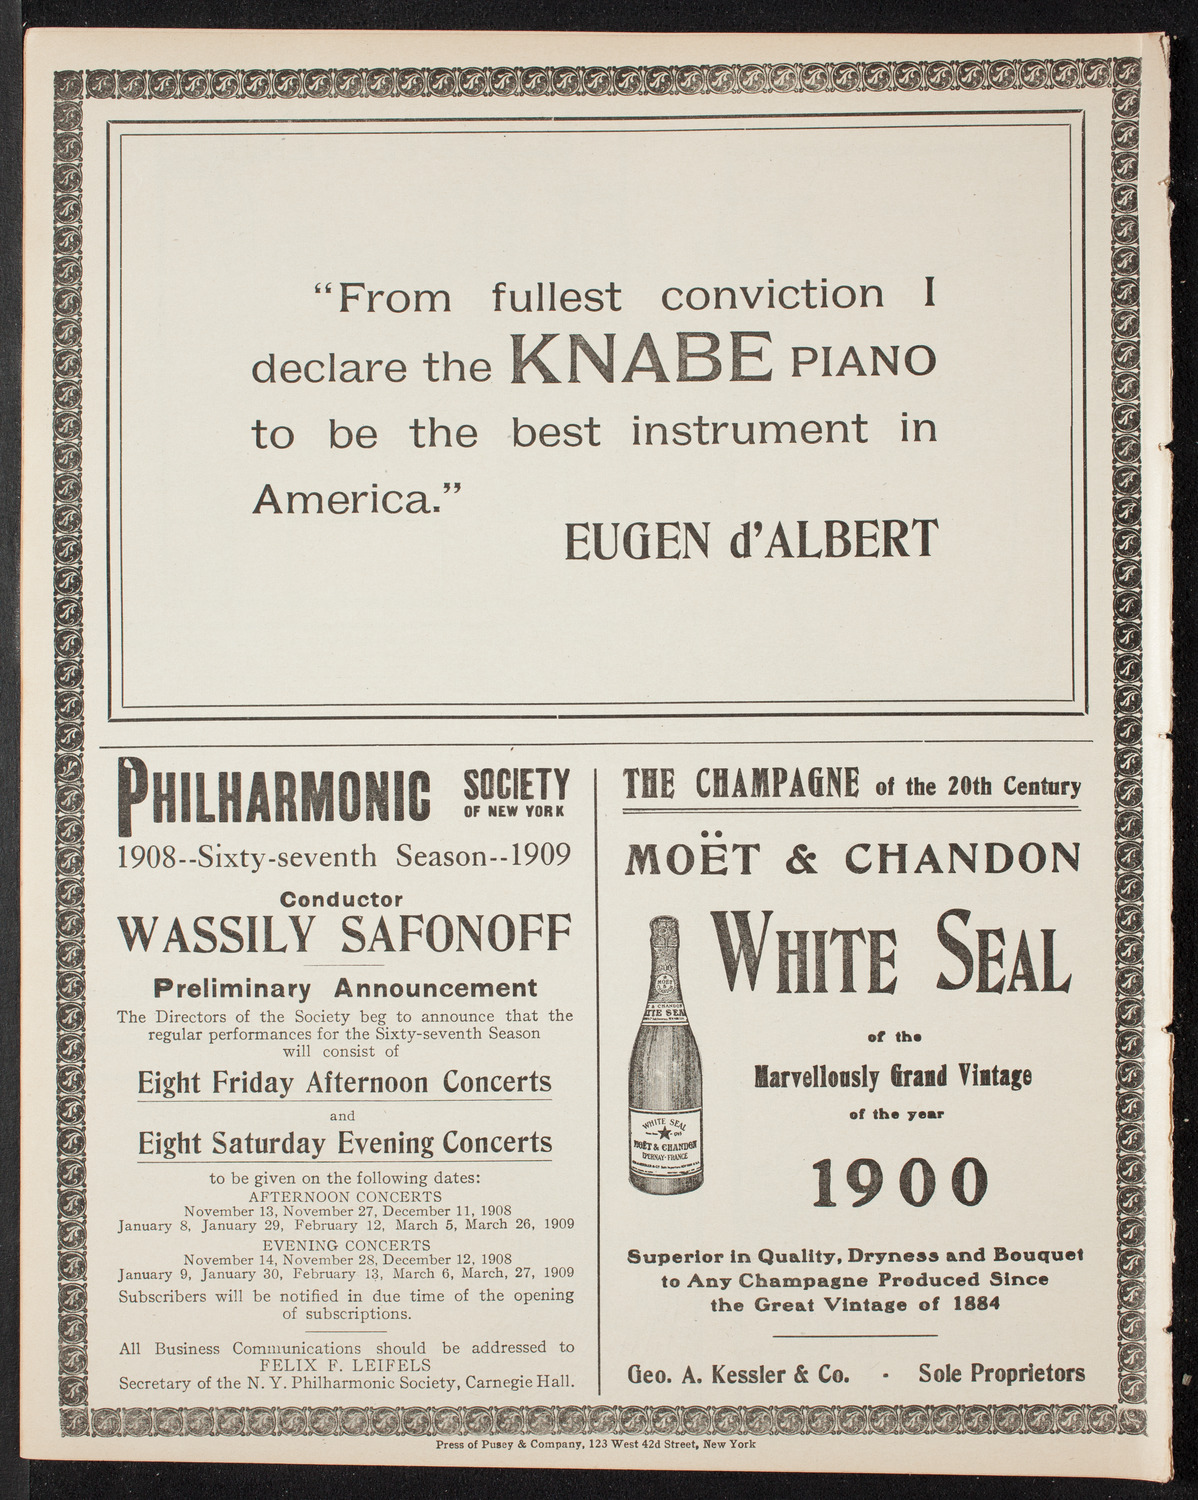 “From fullest conviction I
declare the KNABE PIANO
to be the best instrument in
America.”
EUGEN d’ALBERT
PHILHARMONIC SOCIETY
OF NEW YORK
1908--Sixty-seventh Season--1909
Conductor
WASSILY SAFONOFF
Preliminary Announcement
The Directors of the Society beg to announce that the
regular performances for the Sixty-seventh Season
will consist of
Eight Friday Afternoon Concerts
and
Eight Saturday Evening Concerts
to be given on the following dates:
AFTERNOON CONCERTS
November 13, November 27, December 11, 1908
January 8, January 29, February 12, March 5, March 26, 1909
EVENING CONCERTS
November 14, November 28, December 12, 1908
January 9, January 30, February 13, March 6, March, 27, 1909
Subscribers will be notified in due time of the opening
of subscriptions.
All Business Communications should be addressed to
FELIX F. LEIFELS
Secretary of the N. Y. Philharmonic Society, Carnegie Hall.
THE CHAMPAGNE of the 20th Century
MOËT & CHANDON
WHITE SEAL
of the
Marvellously Grand Vintage
of the year
1900
WHITE SEAL
MOËT & CHANDON
EPERNAY-FRANCE
Superior in Quality, Dryness and Bouquet
to Any Champagne Produced Since
the Great Vintage of 1884
Geo. A. Kessler & Co. - Sole Proprietors
Press of Pusey & Company, 123 West 42d Street, New York